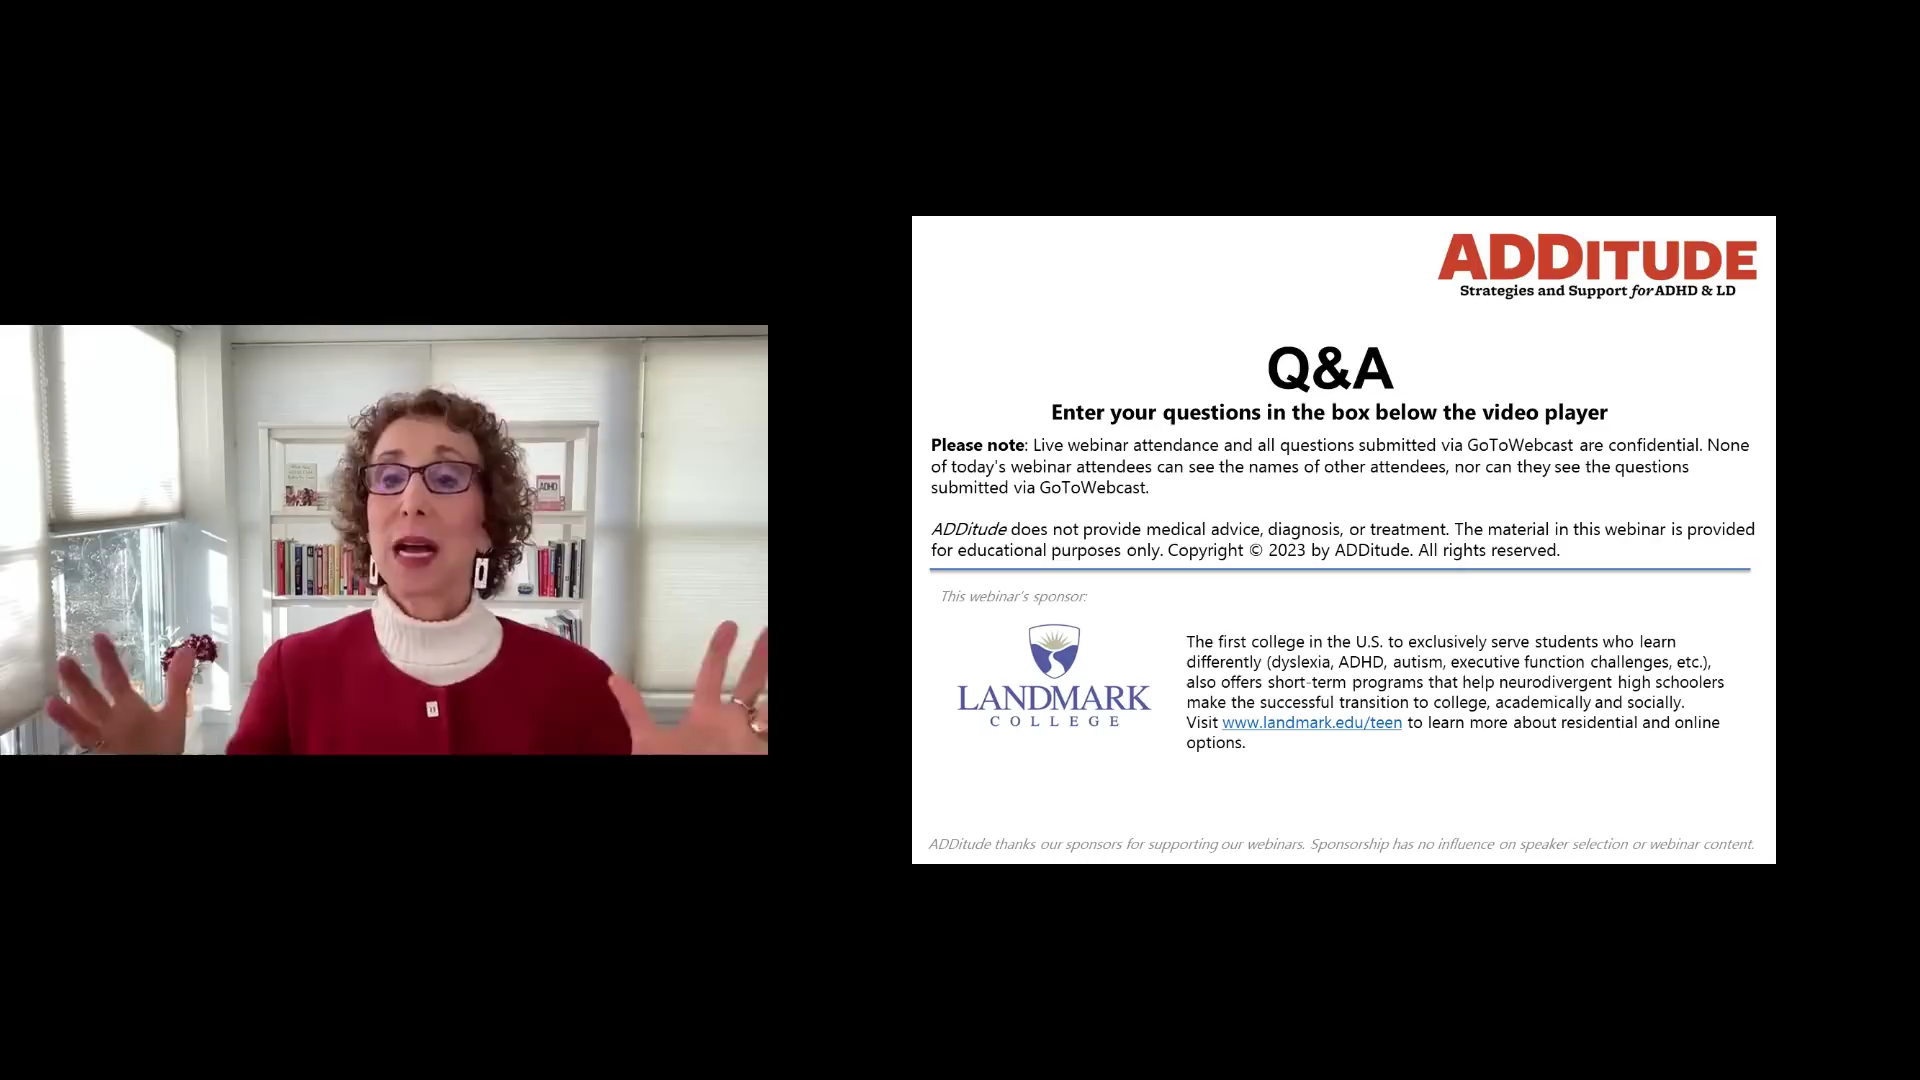 ADHD
ADDitude
Strategies and Support for ADHD & LD
Q&A
Enter your questions in the box below the video player
Please note: Live webinar attendance and all questions submitted via GoToWebcast are confidential. None
of today's webinar attendees can see the names of other attendees, nor can they see the questions
submitted via GoToWebcast.
ADDitude does not provide medical advice, diagnosis, or treatment. The material in this webinar is provided
for educational purposes only. Copyright © 2023 by ADDitude. All rights reserved.
This webinar's sponsor:
LANDMARK
COLLEGE
The first college in the U.S. to exclusively serve students who learn
differently (dyslexia, ADHD, autism, executive function challenges, etc.),
also offers short-term programs that help neurodivergent high schoolers
make the successful transition to college, academically and socially.
Visit www.landmark.edu/teen to learn more about residential and online
options.
ADDitude thanks our sponsors for supporting our webinars. Sponsorship has no influence on speaker selection or webinar content.